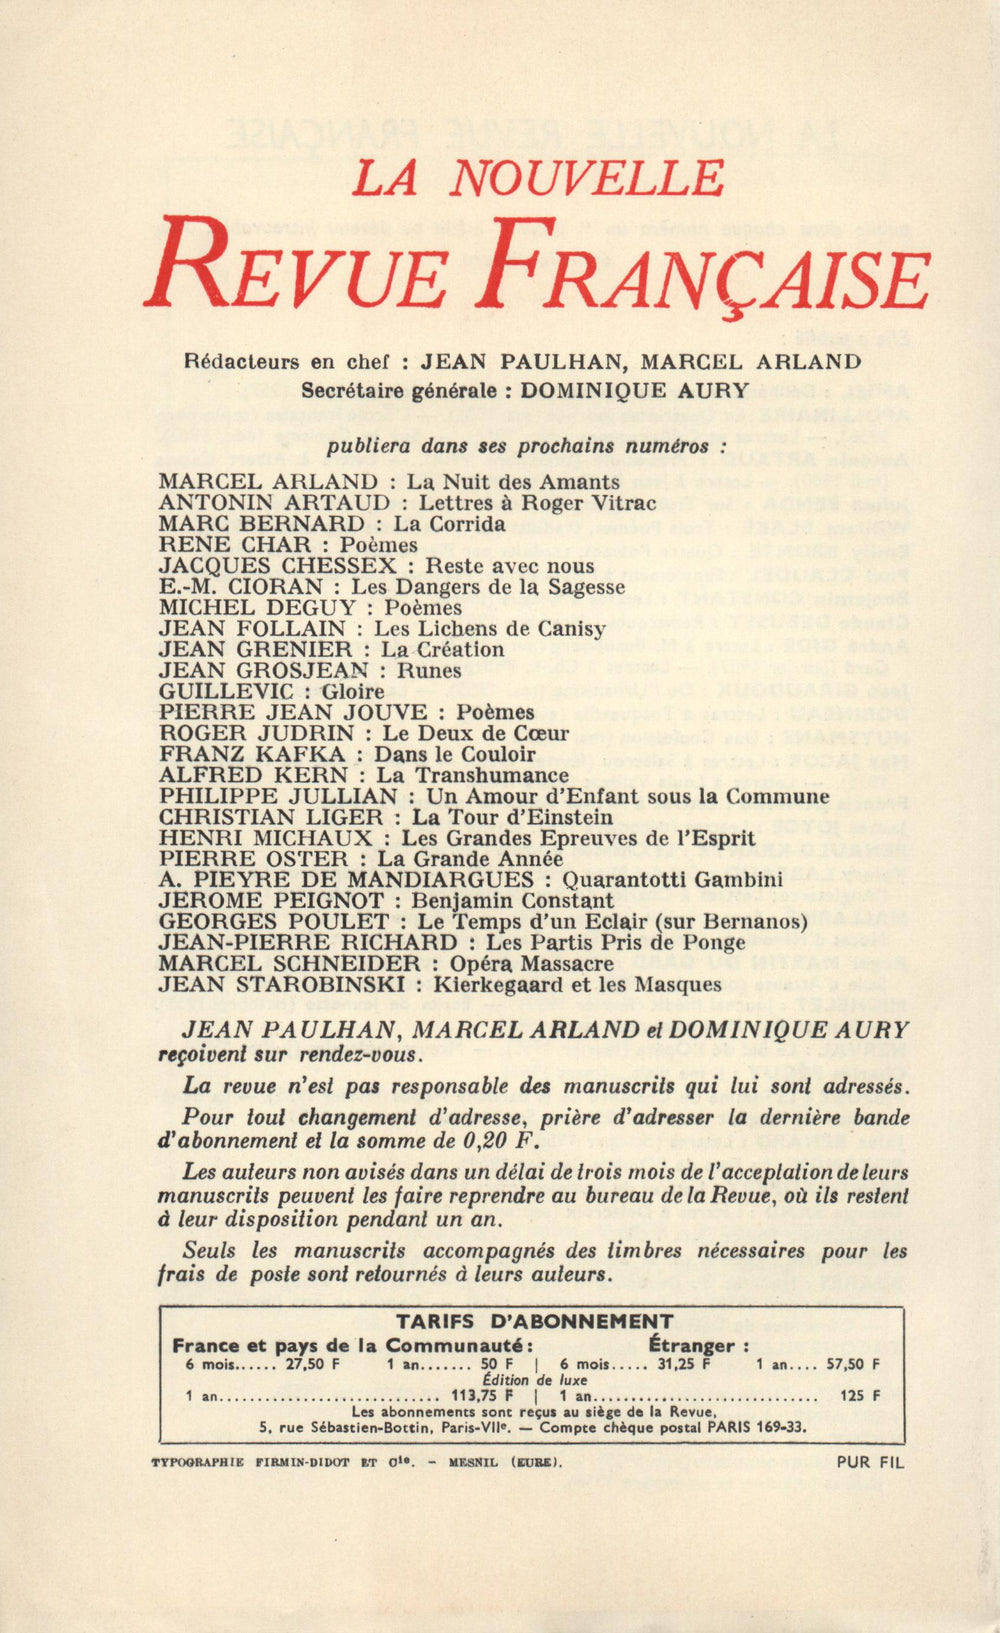 LA NOUVELLE
REVUE FRANÇAISE
Rédacteurs en chef : JEAN PAULHAN, MARCEL ARLAND
Secrétaire générale : DOMINIQUE AURY
publiera dans ses prochains numéros :
MARCEL ARLAND : La Nuit des Amants
ANTONIN ARTAUD : Lettres à Roger Vitrac
MARC BERNARD : La Corrida
RENE CHAR : Poèmes
JACQUES CHESSEX : Reste avec nous
E.-M. CIORAN : Les Dangers de la Sagesse
MICHEL DEGUY : Poèmes
JEAN FOLLAIN : Les Lichens de Canisy
JEAN GRENIER : La Création
JEAN GROSJEAN : Runes
GUILLEVIC : Gloire
PIERRE JEAN JOUVE : Poèmes
ROGER JUDRIN : Le Deux de Cœur
FRANZ KAFKA : Dans le Couloir
ALFRED KERN : La Transhumance
PHILIPPE JULLIAN : Un Amour d'Enfant sous la Commune
CHRISTIAN LIGER : La Tour d'Einstein
HENRI MICHAUX : Les Grandes Epreuves de l'Esprit
PIERRE OSTER : La Grande Année
A. PIEYRE DE MANDIARGUES : Quarantotti Gambini
JEROME PEIGNOT : Benjamin Constant
GEORGES POULET : Le Temps d'un Eclair (sur Bernanos)
JEAN-PIERRE RICHARD : Les Partis Pris de Ponge
MARCEL SCHNEIDER : Opéra Massacre
JEAN STAROBINSKI : Kierkegaard et les Masques
JEAN PAULHAN, MARCEL ARLAND et DOMINIQUE AURY
reçoivent sur rendez-vous.
La revue n'est pas responsable des manuscrits qui lui sont adressés.
Pour tout changement d'adresse, prière d'adresser la dernière bande
d'abonnement et la somme de 0,20 F.
Les auteurs non avisés dans un délai de trois mois de l'acceptation de leurs
manuscrits peuvent les faire reprendre au bureau de la Revue, où ils restent
à leur disposition pendant un an.
Seuls les manuscrits accompagnés des timbres nécessaires pour les
frais de poste sont retournés à leurs auteurs.
TARIFS D'ABONNEMENT
France et pays de la Communauté : Étranger :
6 mois...... 27,50 F 1 an....... 50 F | 6 mois..... 31,25 F 1 an.... 57,50 F
Édition de luxe
1 an............................ 113,75 F | 1 an............................ 125 F
Les abonnements sont reçus au siège de la Revue,
5, rue Sébastien-Bottin, Paris-VIIe. — Compte chèque postal PARIS 169-33.
TYPOGRAPHIE FIRMIN-DIDOT ET Cie. – MESNIL (EURE). PUR FIL